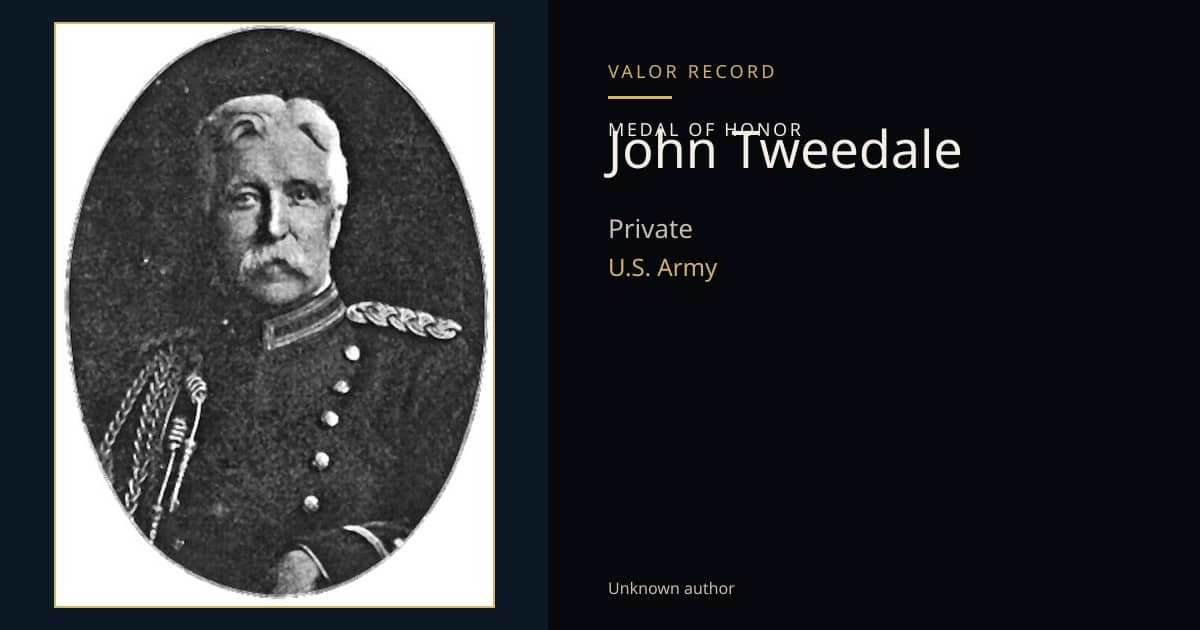 VALOR RECORD
MEDAL OF HONOR
John Tweedale
Private
U.S. Army
Unknown author